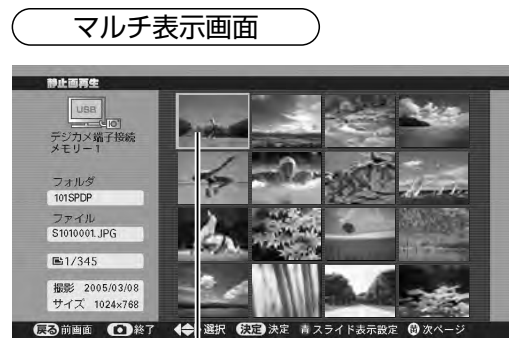 マルチ表示画面
静止画再生
USB
デジカメ端子接続
メモリー1
フォルダ
101SPDP
ファイル
S1010001.JPG
1/345
撮影 2005/03/08
サイズ 1024×768
戻る 前画面 終了 選択 決定 決定 青 スライド表示設定 黄 次ページ